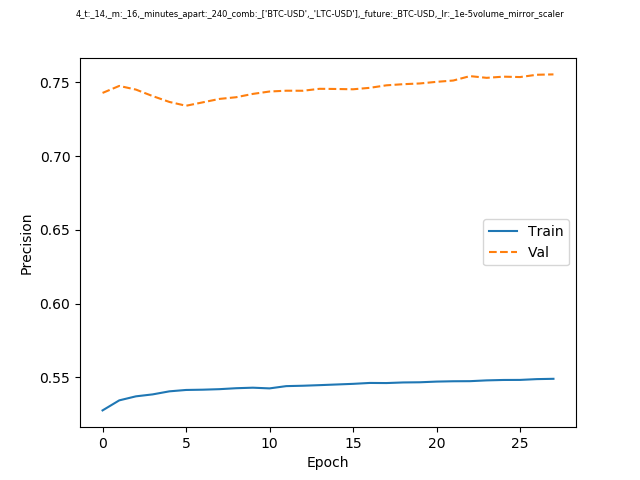 4_t:_14,_m:_16,_minutes_apart:_240_comb:_['BTC-USD',_'LTC-USD'],_future:_BTC-USD,_lr:_1e-5volume_mirror_scaler
0.75
0.70
0.65
0.60
0.55
Precision
Train
Val
0
5
10
15
20
25
Epoch